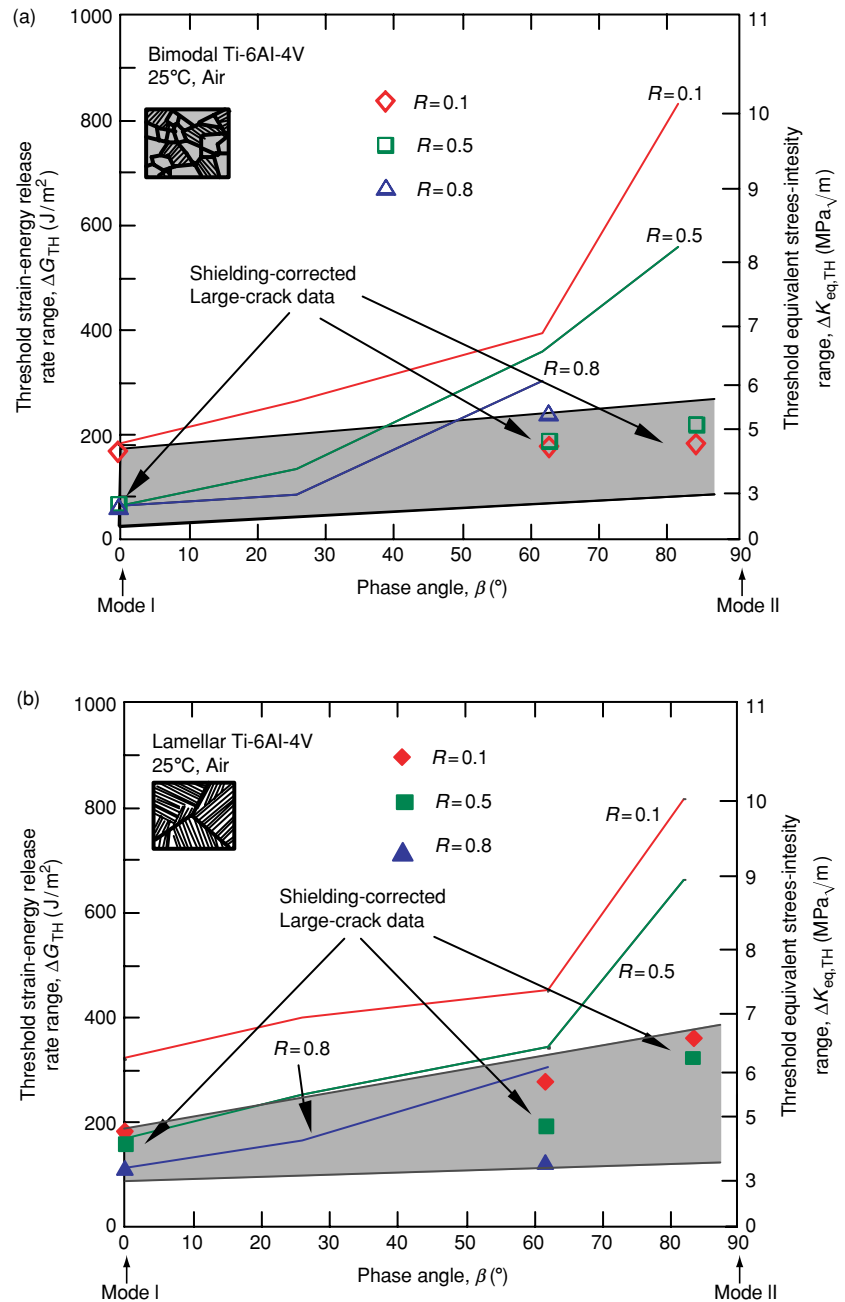 (a)
Bimodal Ti-6Al-4V
25°C, Air
R=0.1
R=0.5
R=0.8
Shielding-corrected
Large-crack data
R=0.1
R=0.5
R=0.8
Threshold strain-energy release
rate range, ΔG_TH (J/m²)
1000
800
600
400
200
0
Threshold equivalent strees-intesity
range, ΔK_eq,TH (MPa√m)
11
10
9
8
7
6
5
3
0
0 10 20 30 40 50 60 70 80 90
Phase angle, β (°)
Mode I
Mode II
(b)
Lamellar Ti-6Al-4V
25°C, Air
R=0.1
R=0.5
R=0.8
Shielding-corrected
Large-crack data
R=0.1
R=0.5
R=0.8
Threshold strain-energy release
rate range, ΔG_TH (J/m²)
1000
800
600
400
200
0
Threshold equivalent strees-intesity
range, ΔK_eq,TH (MPa√m)
11
10
9
8
7
6
5
3
0
0 10 20 30 40 50 60 70 80 90
Phase angle, β (°)
Mode I
Mode II